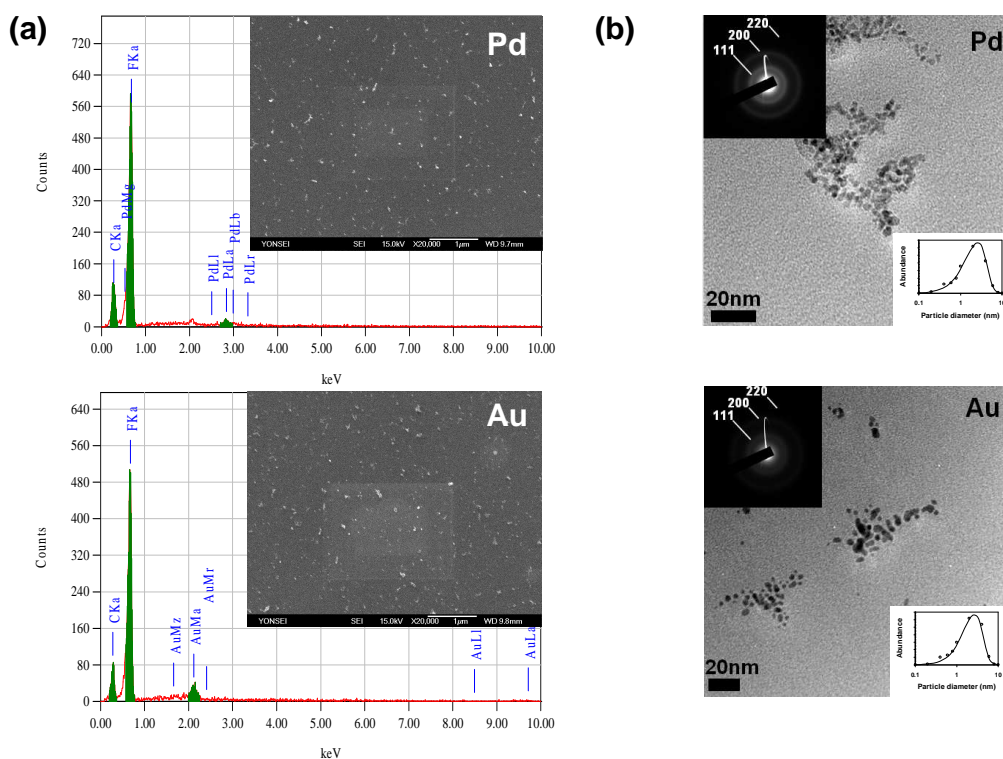 (a)
Pd
720
640
560
480
400
320
240
160
80
0
Counts
CKa
PdMg
FKa
PdLl
PdLa
PdLb
PdLr
YONSEI SEI 15.0kV X20,000 1μm WD 9.7mm
0.00 1.00 2.00 3.00 4.00 5.00 6.00 7.00 8.00 9.00 10.00
keV
Au
640
560
480
400
320
240
160
80
0
Counts
CKa
FKa
AuMz
AuMa
AuMr
AuLl
AuLa
YONSEI SEI 15.0kV X20,000 1μm WD 9.8mm
0.00 1.00 2.00 3.00 4.00 5.00 6.00 7.00 8.00 9.00 10.00
keV
(b)
220
200
111
Pd
20nm
Abundance
0.1 1 10
Particle diameter (nm)
220
200
111
Au
20nm
Abundance
0.1 1 10
Particle diameter (nm)